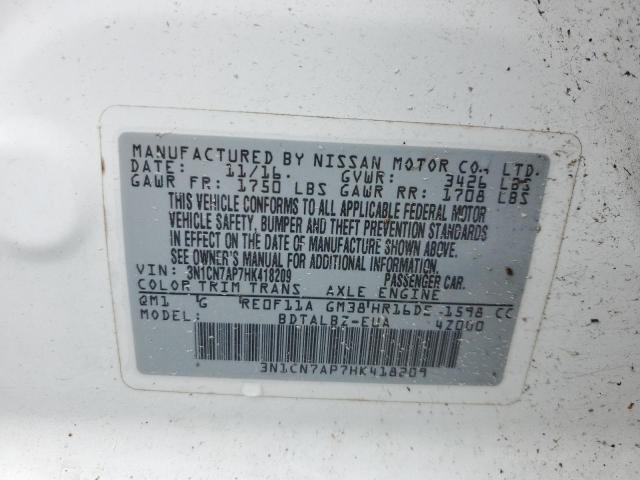 MANUFACTURED BY NISSAN MOTOR CO., LTD.
DATE: 11/16. GVWR: 3426 LBS
GAWR FR: 1750 LBS GAWR RR: 1708 LBS
THIS VEHICLE CONFORMS TO ALL APPLICABLE FEDERAL MOTOR
VEHICLE SAFETY, BUMPER AND THEFT PREVENTION STANDARDS
IN EFFECT ON THE DATE OF MANUFACTURE SHOWN ABOVE.
SEE OWNER'S MANUAL FOR ADDITIONAL INFORMATION.
VIN: 3N1CN7AP7HK418209 PASSENGER CAR.
COLOR TRIM TRANS AXLE ENGINE
QM1 G RE0F11A GM38 HR16DE 1598 CC
MODEL: BDTALBZ-EUA 42000
3N1CN7AP7HK418209